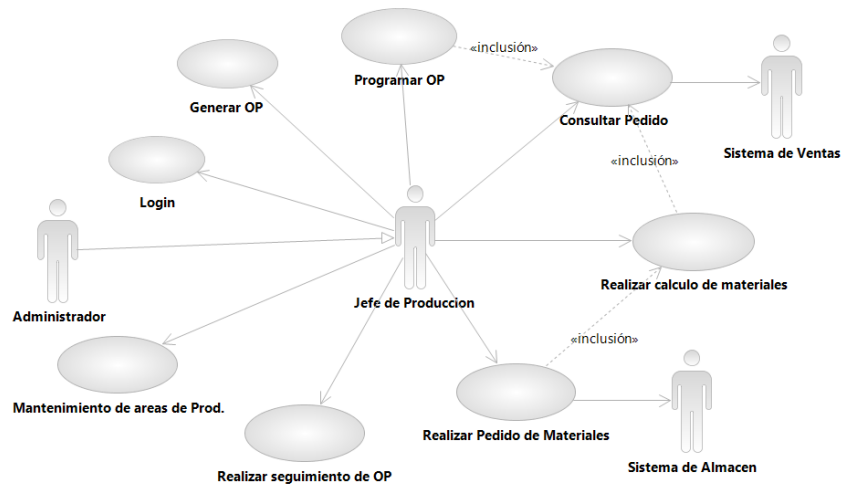 «inclusión»
Programar OP
Generar OP
Consultar Pedido
Sistema de Ventas
«inclusión»
Login
Realizar calculo de materiales
Jefe de Produccion
Administrador
«inclusión»
Mantenimiento de areas de Prod.
Realizar Pedido de Materiales
Sistema de Almacen
Realizar seguimiento de OP